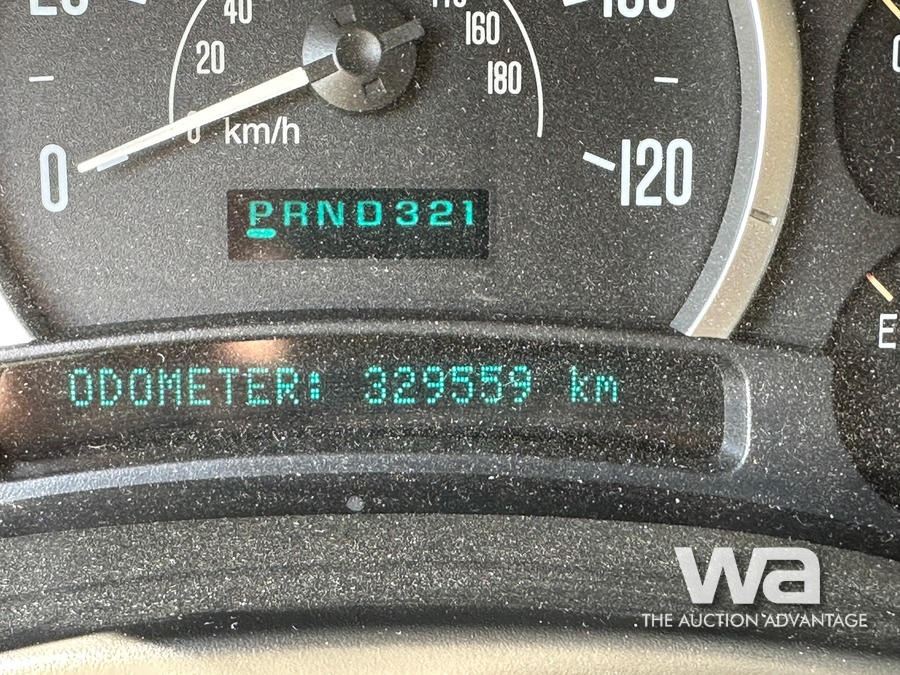 40
20
160
180
0 km/h
0
120
PRND321
E
ODOMETER: 329559 km
wa
THE AUCTION ADVANTAGE